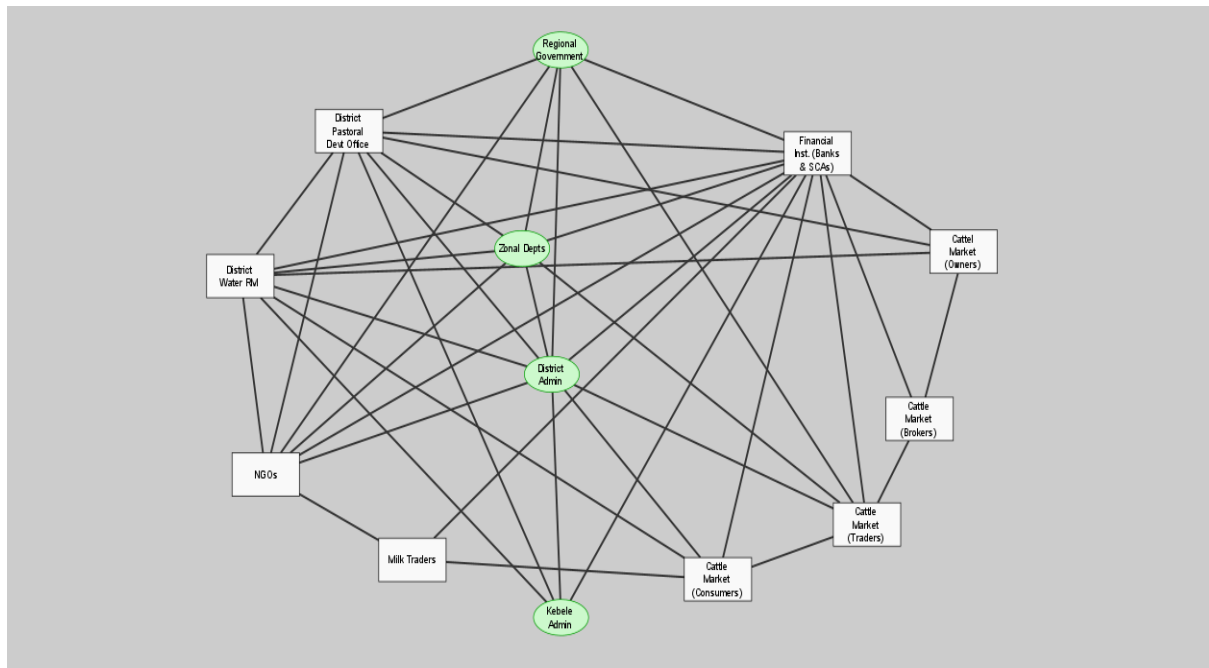 Regional
Government
District
Pastoral
Devt Office
Financial
Inst. (Banks
& SCAs)
Zonal Depts
Cattel
Market
(Owners)
District
Water RM
District
Admin
Cattle
Market
(Brokers)
NGOs
Cattle
Market
(Traders)
Milk Traders
Cattle
Market
(Consumers)
Kebele
Admin